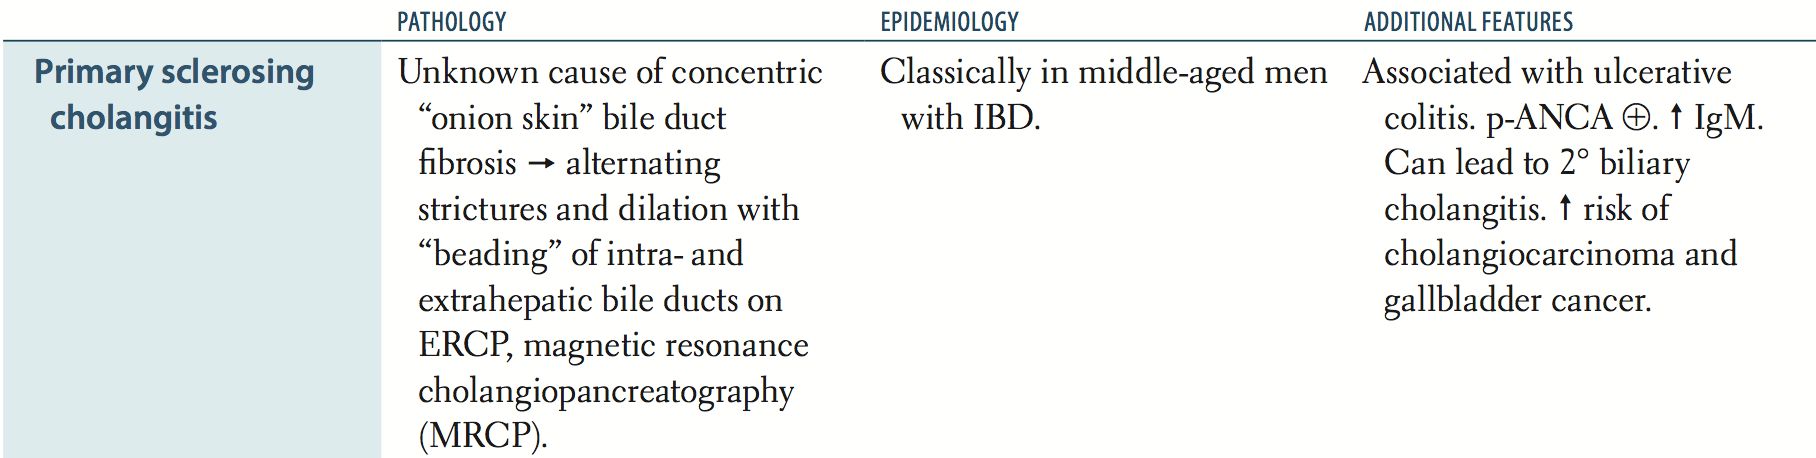 PATHOLOGY
EPIDEMIOLOGY
ADDITIONAL FEATURES
Primary sclerosing
cholangitis
Unknown cause of concentric
“onion skin” bile duct
fibrosis → alternating
strictures and dilation with
“beading” of intra- and
extrahepatic bile ducts on
ERCP, magnetic resonance
cholangiopancreatography
(MRCP).
Classically in middle-aged men
with IBD.
Associated with ulcerative
colitis. p-ANCA ⊕. ↑ IgM.
Can lead to 2° biliary
cholangitis. ↑ risk of
cholangiocarcinoma and
gallbladder cancer.